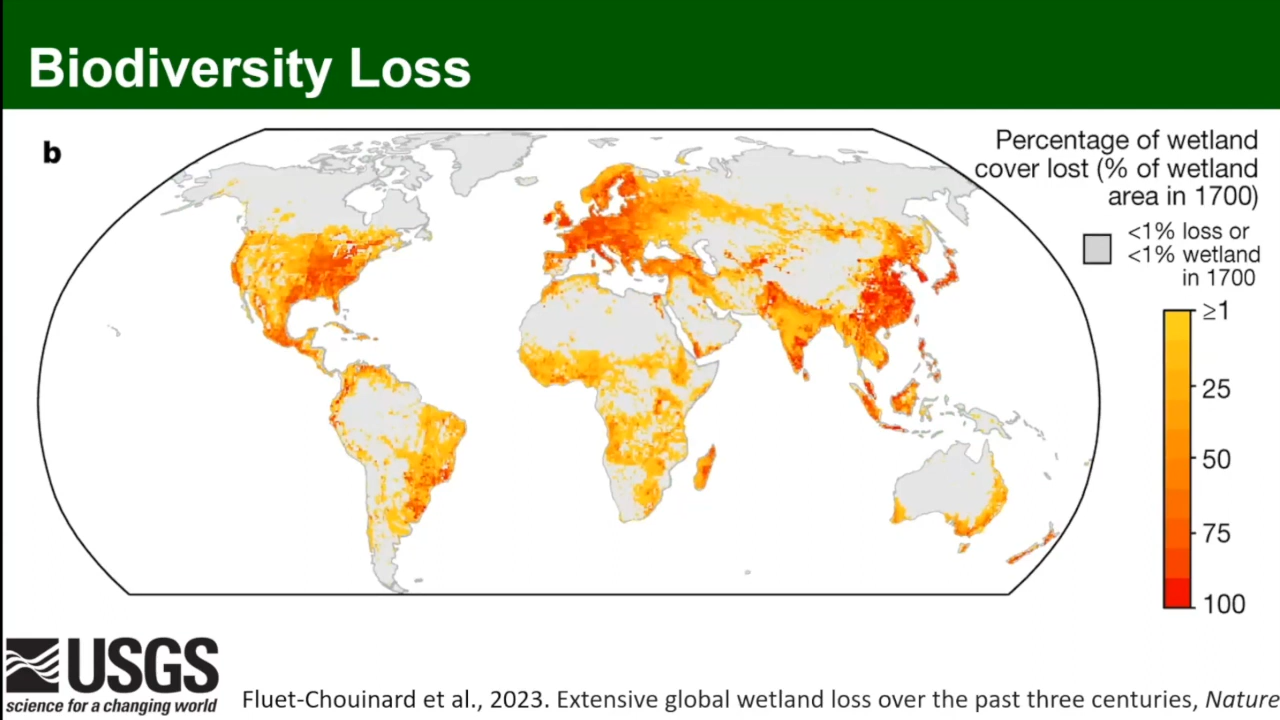 Biodiversity Loss
b
Percentage of wetland
cover lost (% of wetland
area in 1700)
<1% loss or
<1% wetland
in 1700
≥1
25
50
75
100
USGS
science for a changing world
Fluet-Chouinard et al., 2023. Extensive global wetland loss over the past three centuries, Nature